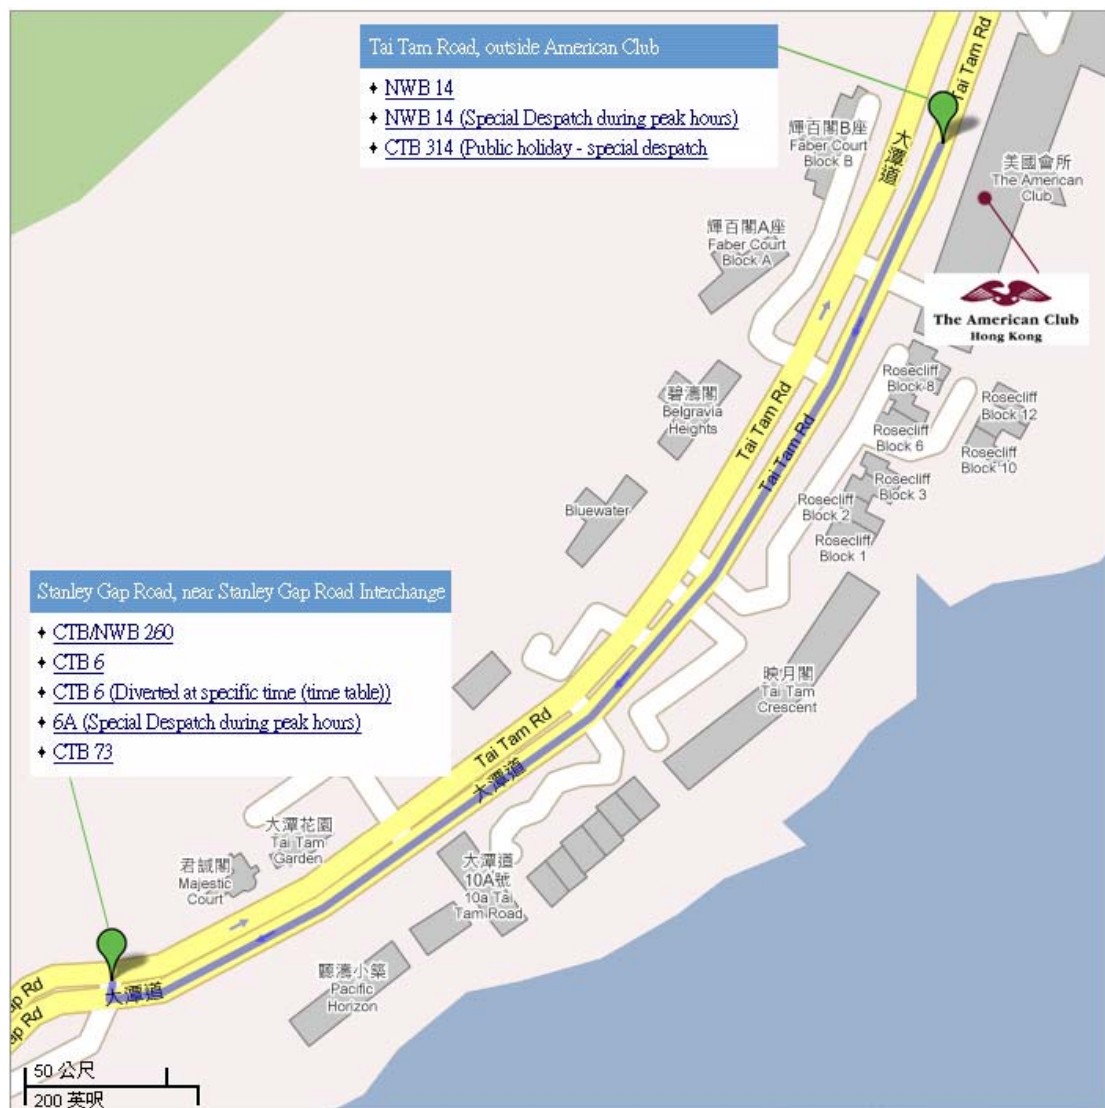 Tai Tam Road, outside American Club
♦ NWB 14
♦ NWB 14 (Special Despatch during peak hours)
♦ CTB 314 (Public holiday - special despatch
Tai Tam Rd
大潭道
輝百閣B座
Faber Court
Block B
美國會所
The American
Club
輝百閣A座
Faber Court
Block A
The American Club
Hong Kong
碧濤閣
Belgravia
Heights
Tai Tam Rd
Tai Tam Rd
Rosecliff
Block 8
Rosecliff
Block 12
Rosecliff
Block 6
Rosecliff
Block 10
Rosecliff
Block 3
Rosecliff
Block 2
Rosecliff
Block 1
Bluewater
Stanley Gap Road, near Stanley Gap Road Interchange
♦ CTB/NWB 260
♦ CTB 6
♦ CTB 6 (Diverted at specific time (time table))
♦ 6A (Special Despatch during peak hours)
♦ CTB 73
映月閣
Tai Tam
Crescent
Tai Tam Rd
大潭道
大潭花園
Tai Tam
Garden
君誠閣
Majestic
Court
大潭道
10A號
10a Tai
Tam Road
聽濤小築
Pacific
Horizon
大潭道
ap Rd
ap Rd
50 公尺
200 英呎